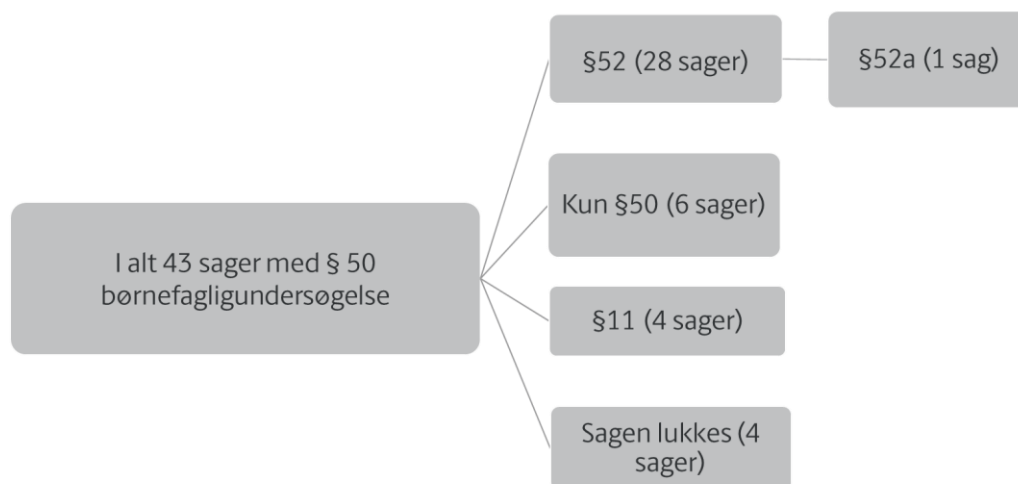 I alt 43 sager med § 50
børnefagligundersøgelse
§52 (28 sager)
§52a (1 sag)
Kun §50 (6 sager)
§11 (4 sager)
Sagen lukkes (4
sager)